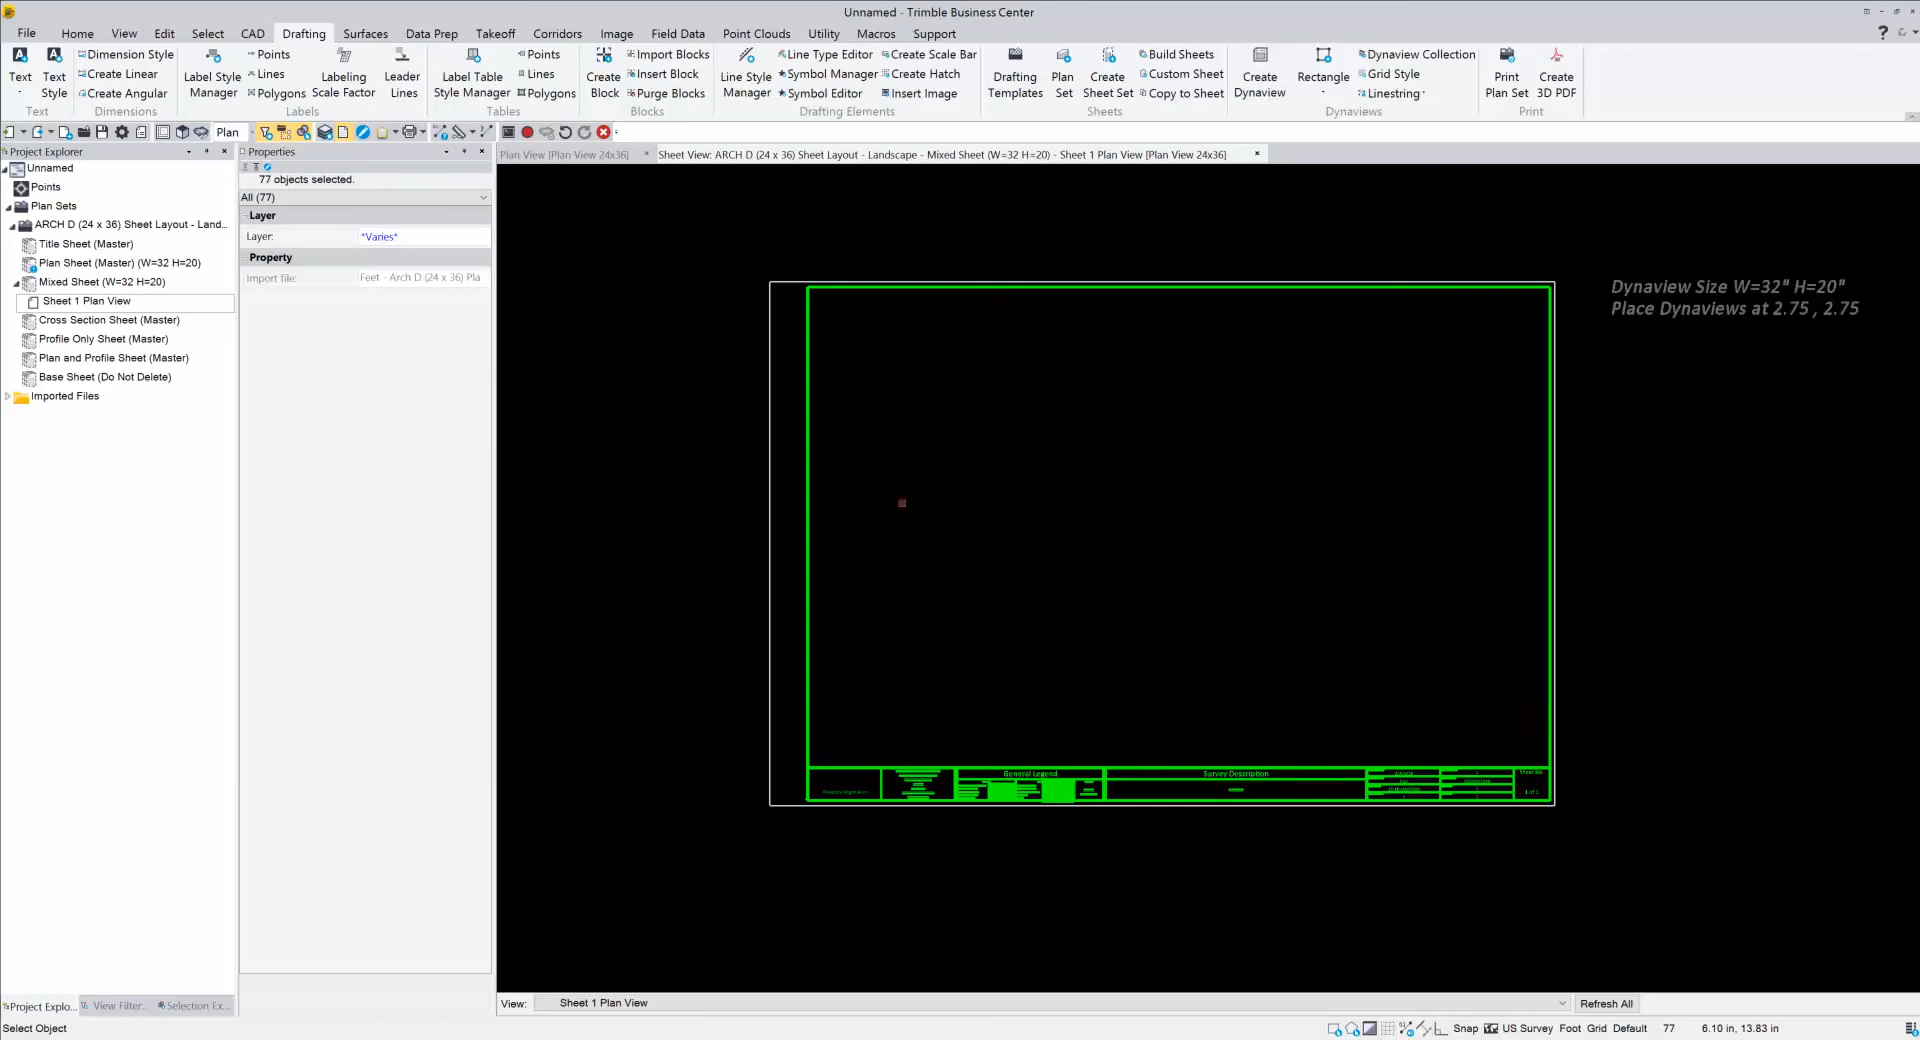 Unnamed - Trimble Business Center
File Home View Edit Select CAD Drafting Surfaces Data Prep Takeoff Corridors Image Field Data Point Clouds Utility Macros Support
Text
Text Style
Text
Dimension Style
Create Linear
Create Angular
Dimensions
Label Style Manager
Points
Lines
Polygons
Labeling Scale Factor
Leader Lines
Labels
Label Table Style Manager
Points
Lines
Polygons
Tables
Create Block
Import Blocks
Insert Block
Purge Blocks
Blocks
Line Style Manager
Line Type Editor
Symbol Manager
Symbol Editor
Create Scale Bar
Create Hatch
Insert Image
Drafting Elements
Drafting Templates
Plan Set
Create Sheet Set
Build Sheets
Custom Sheet
Copy to Sheet
Sheets
Create Dynaview
Rectangle
Dynaview Collection
Grid Style
Linestring
Dynaviews
Print Plan Set
Create 3D PDF
Print
Plan
Project Explorer
Unnamed
Points
Plan Sets
ARCH D (24 x 36) Sheet Layout - Land...
Title Sheet (Master)
Plan Sheet (Master) (W=32 H=20)
Mixed Sheet (W=32 H=20)
Sheet 1 Plan View
Cross Section Sheet (Master)
Profile Only Sheet (Master)
Plan and Profile Sheet (Master)
Base Sheet (Do Not Delete)
Imported Files
Properties
77 objects selected.
All (77)
Layer
Layer: *Varies*
Property
Import file: Feet - Arch D (24 x 36) Pla
Plan View [Plan View 24x36]
Sheet View: ARCH D (24 x 36) Sheet Layout - Landscape - Mixed Sheet (W=32 H=20) - Sheet 1 Plan View [Plan View 24x36]
Dynaview Size W=32" H=20"
Place Dynaviews at 2.75 , 2.75
General Legend
Survey Description
Sheet No.
1 of 1
Project Explo... View Filter... Selection Ex...
View: Sheet 1 Plan View Refresh All
Select Object
Snap US Survey Foot Grid Default 77 6.10 in, 13.83 in